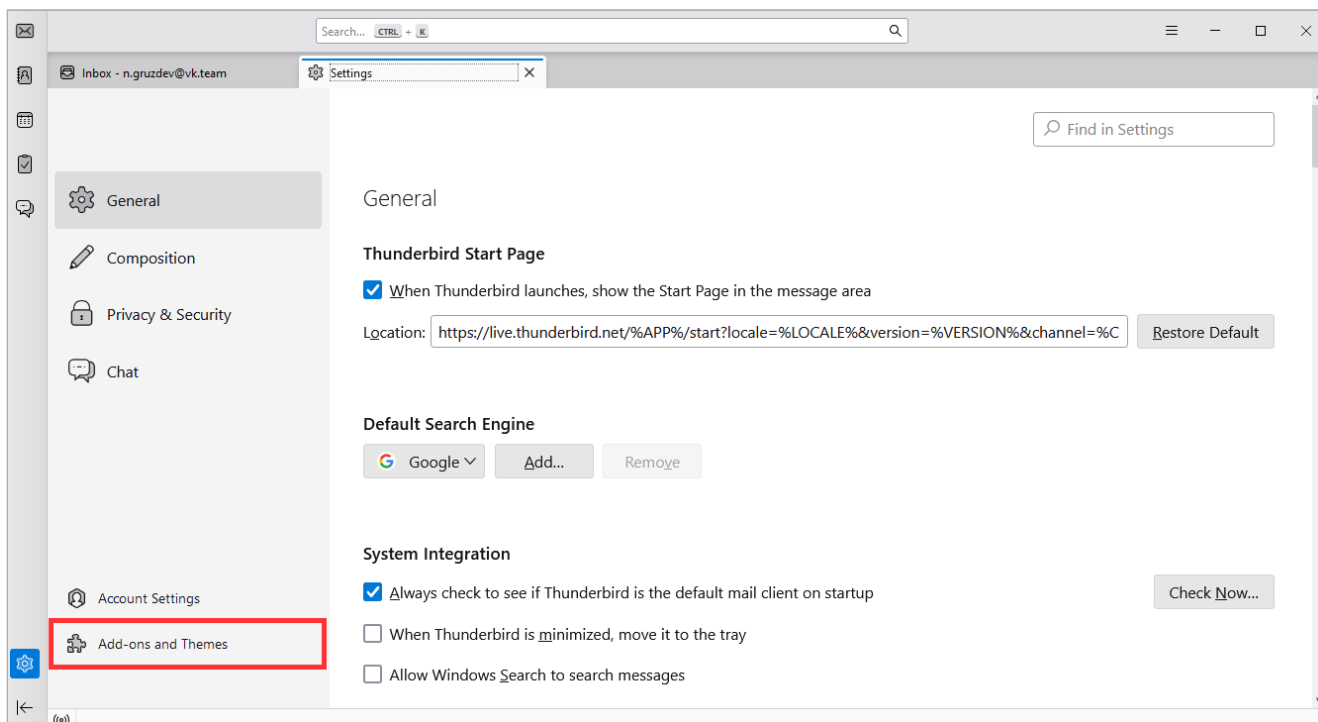 Search... CTRL + K
Inbox - n.gruzdev@vk.team
Settings
Find in Settings
General
Composition
Privacy & Security
Chat
Account Settings
Add-ons and Themes
General
Thunderbird Start Page
When Thunderbird launches, show the Start Page in the message area
Location: https://live.thunderbird.net/%APP%/start?locale=%LOCALE%&version=%VERSION%&channel=%C Restore Default
Default Search Engine
Google Add... Remove
System Integration
Always check to see if Thunderbird is the default mail client on startup Check Now...
When Thunderbird is minimized, move it to the tray
Allow Windows Search to search messages